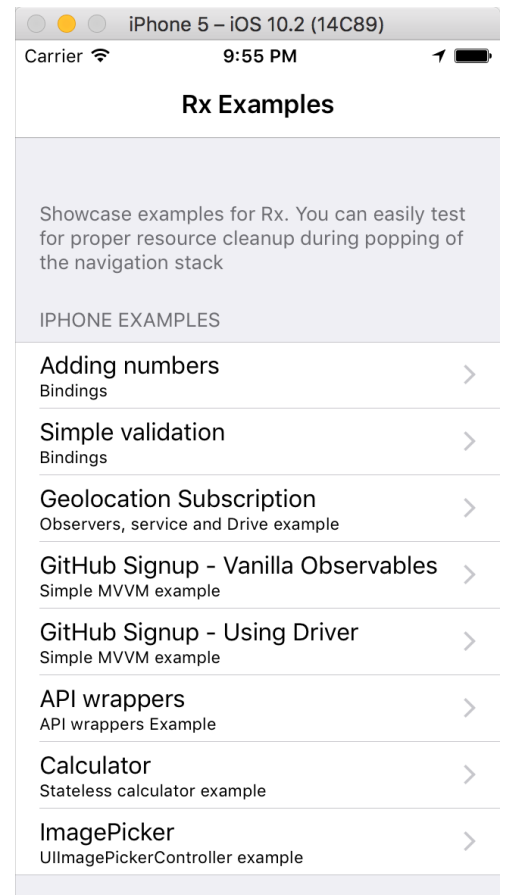 iPhone 5 – iOS 10.2 (14C89)
Carrier 9:55 PM
Rx Examples
Showcase examples for Rx. You can easily test
for proper resource cleanup during popping of
the navigation stack
IPHONE EXAMPLES
Adding numbers
Bindings
Simple validation
Bindings
Geolocation Subscription
Observers, service and Drive example
GitHub Signup - Vanilla Observables
Simple MVVM example
GitHub Signup - Using Driver
Simple MVVM example
API wrappers
API wrappers Example
Calculator
Stateless calculator example
ImagePicker
UIImagePickerController example